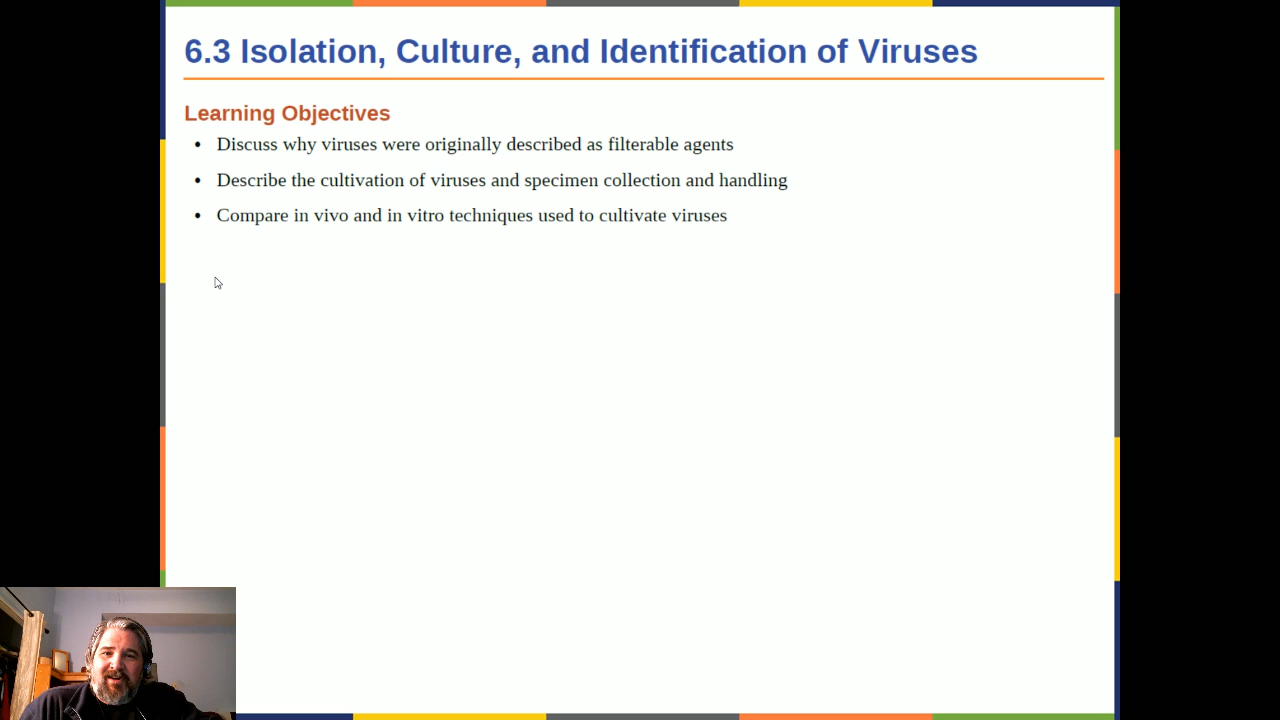 6.3 Isolation, Culture, and Identification of Viruses
Learning Objectives
• Discuss why viruses were originally described as filterable agents
• Describe the cultivation of viruses and specimen collection and handling
• Compare in vivo and in vitro techniques used to cultivate viruses